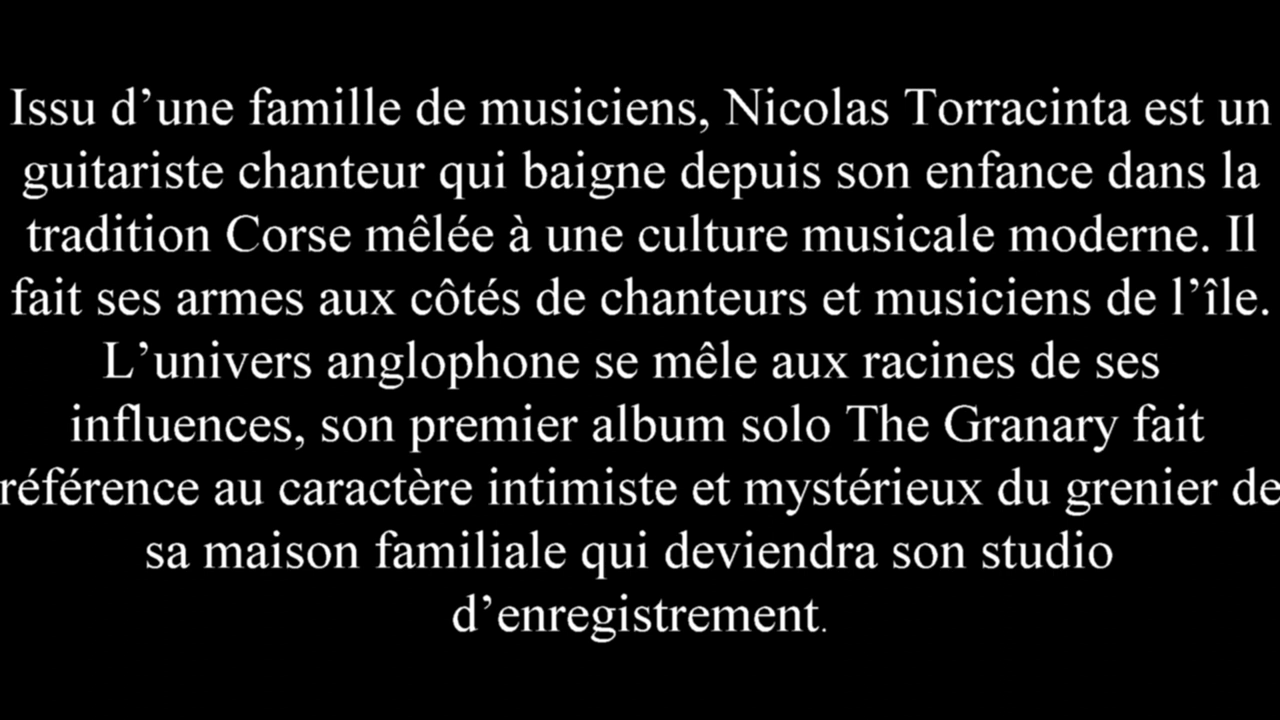 Issu d’une famille de musiciens, Nicolas Torracinta est un
guitariste chanteur qui baigne depuis son enfance dans la
tradition Corse mêlée à une culture musicale moderne. Il
fait ses armes aux côtés de chanteurs et musiciens de l’île.
L’univers anglophone se mêle aux racines de ses
influences, son premier album solo The Granary fait
référence au caractère intimiste et mystérieux du grenier de
sa maison familiale qui deviendra son studio
d’enregistrement.